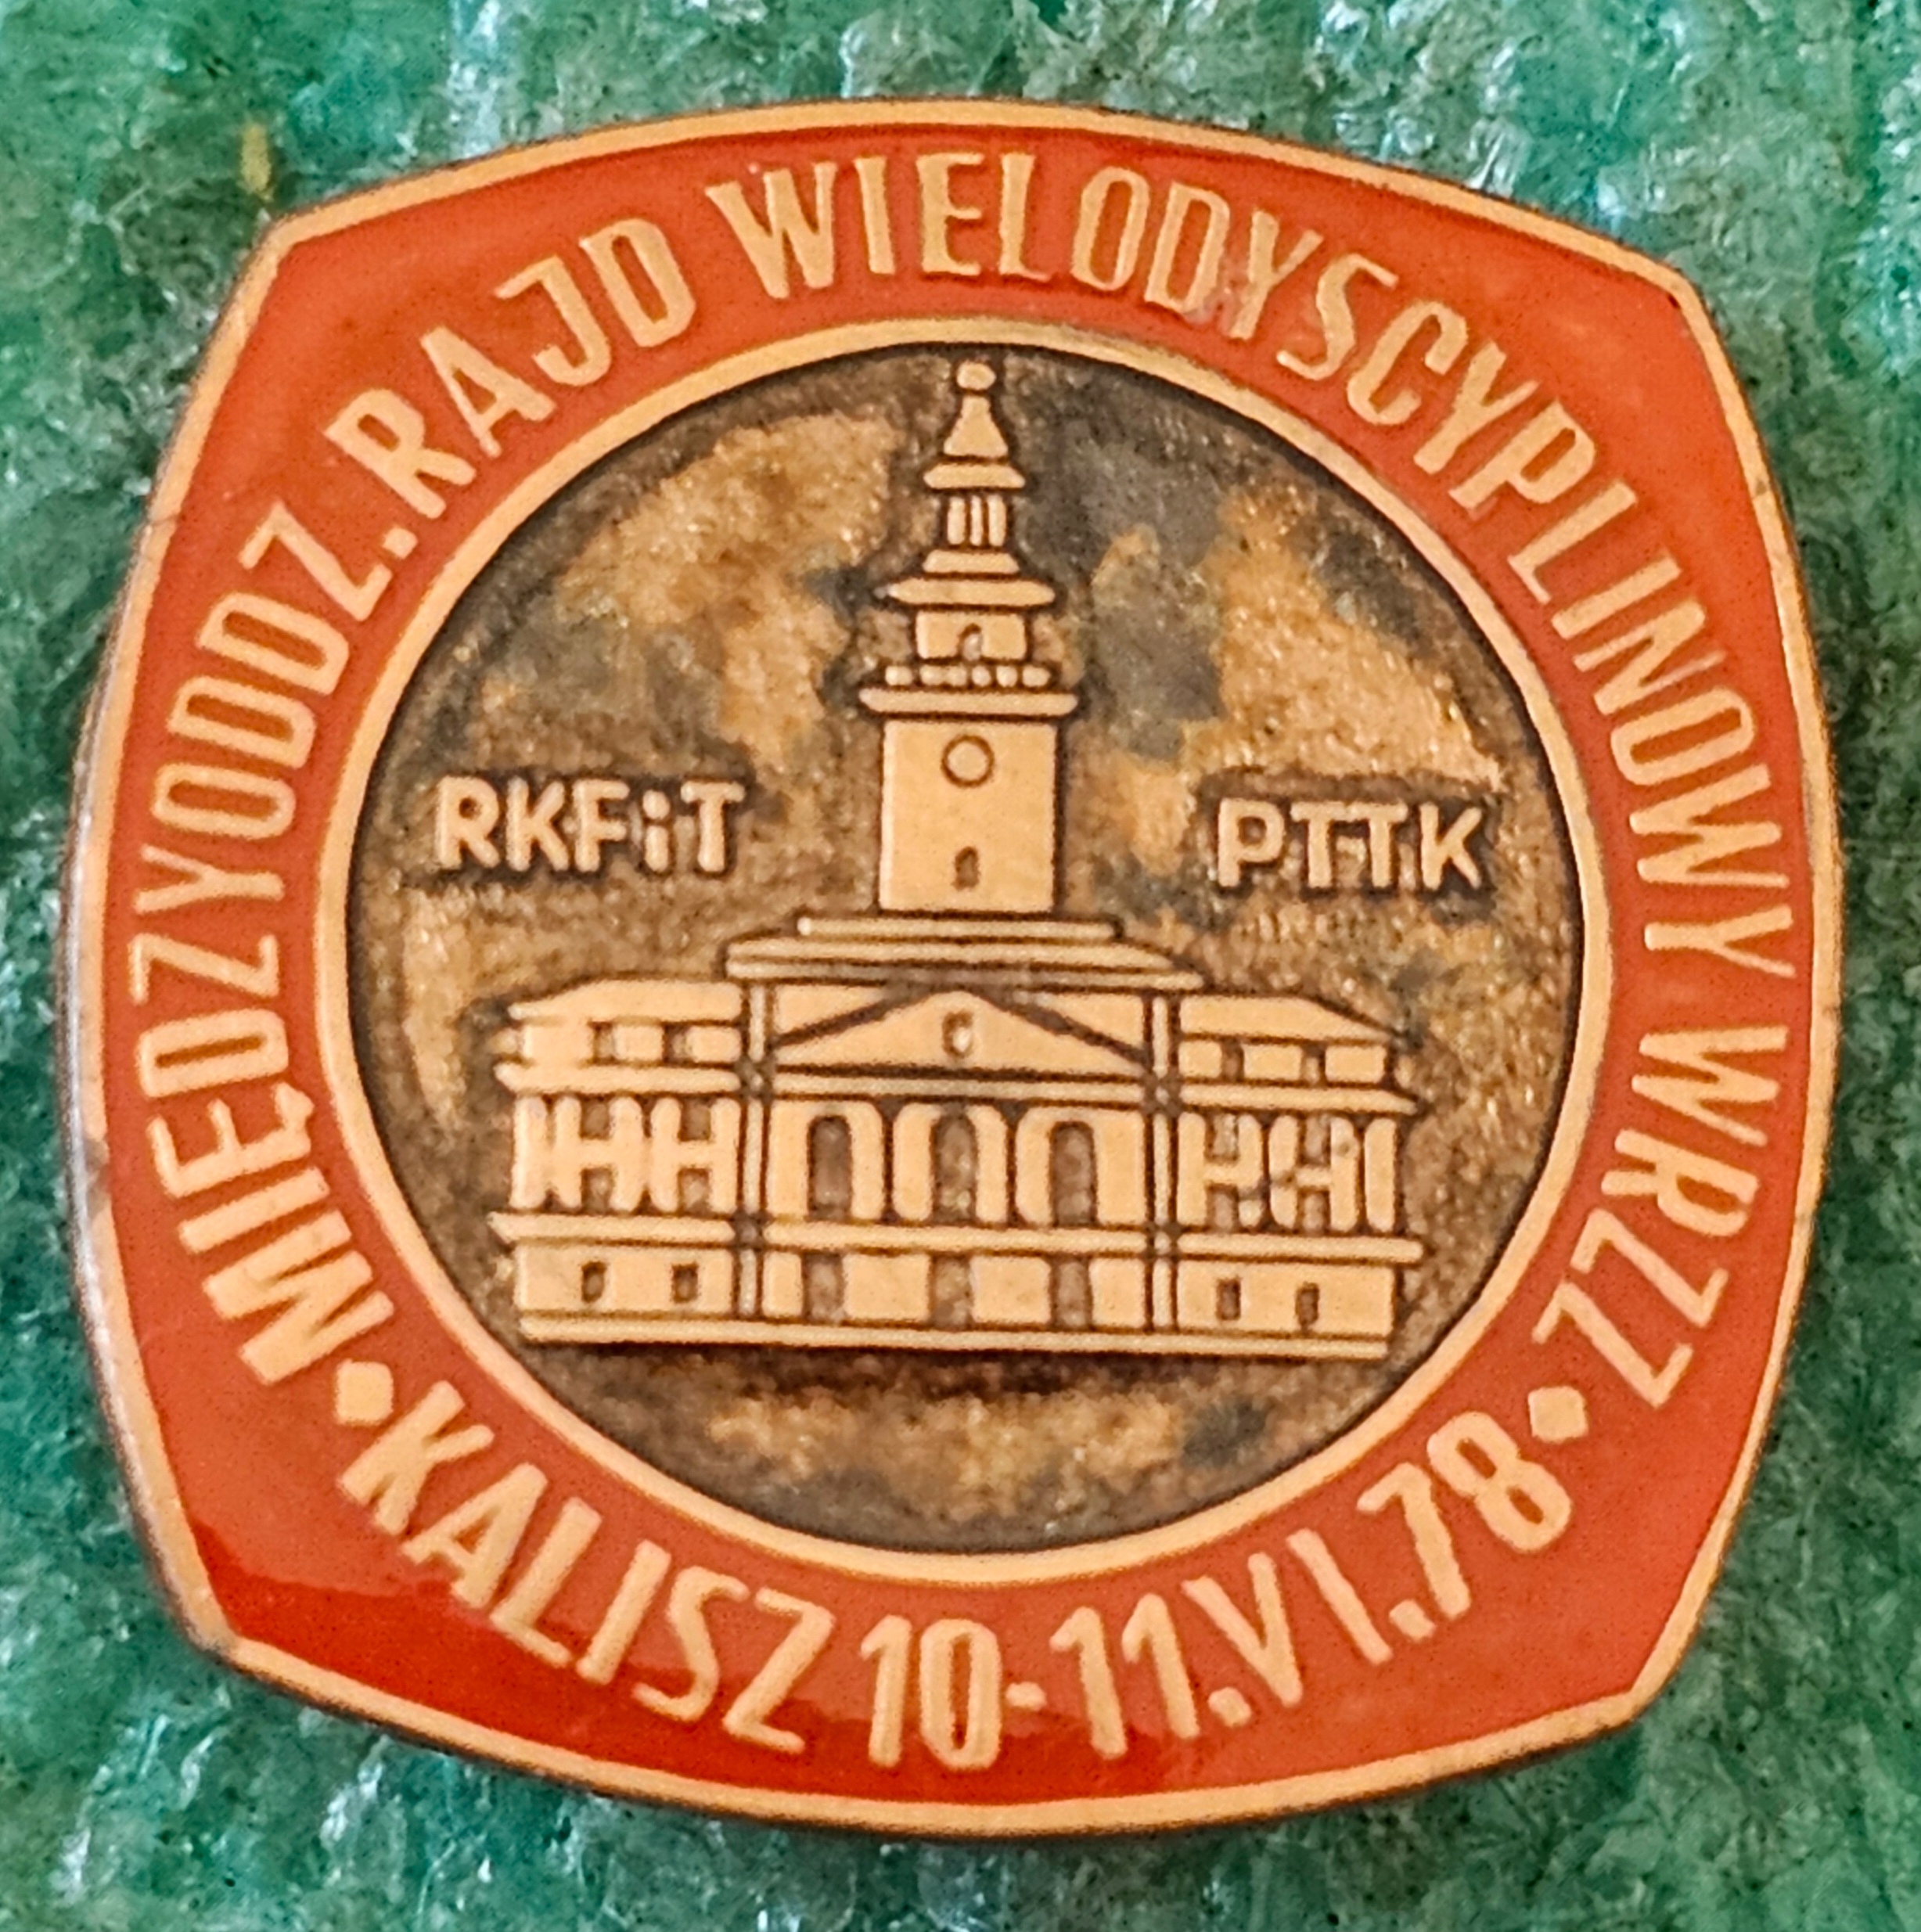 MIĘDZYODDZ. RAJD WIELODYSCYPLINOWY WRZZ
RKFiT
PTTK
KALISZ 10-11.VI.78